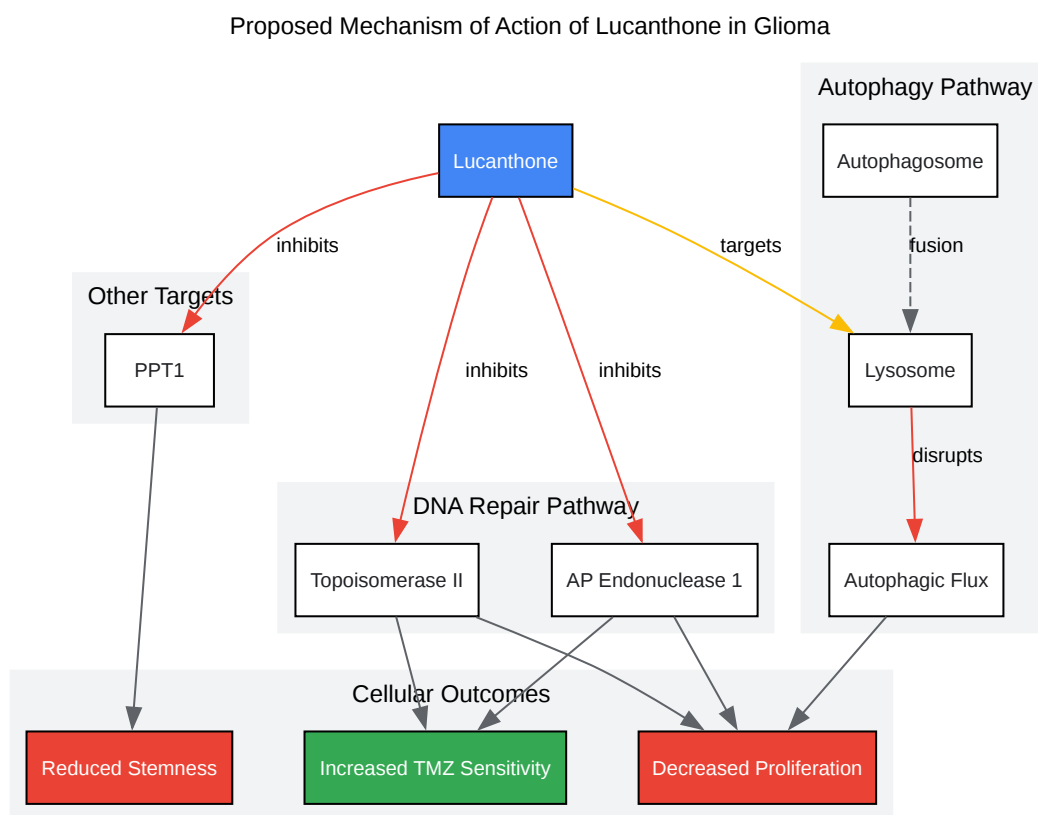 Proposed Mechanism of Action of Lucanthone in Glioma
Autophagy Pathway
Lucanthone
Autophagosome
inhibits
targets
fusion
Other Targets
PPT1
inhibits
inhibits
Lysosome
disrupts
DNA Repair Pathway
Topoisomerase II
AP Endonuclease 1
Autophagic Flux
Cellular Outcomes
Reduced Stemness
Increased TMZ Sensitivity
Decreased Proliferation